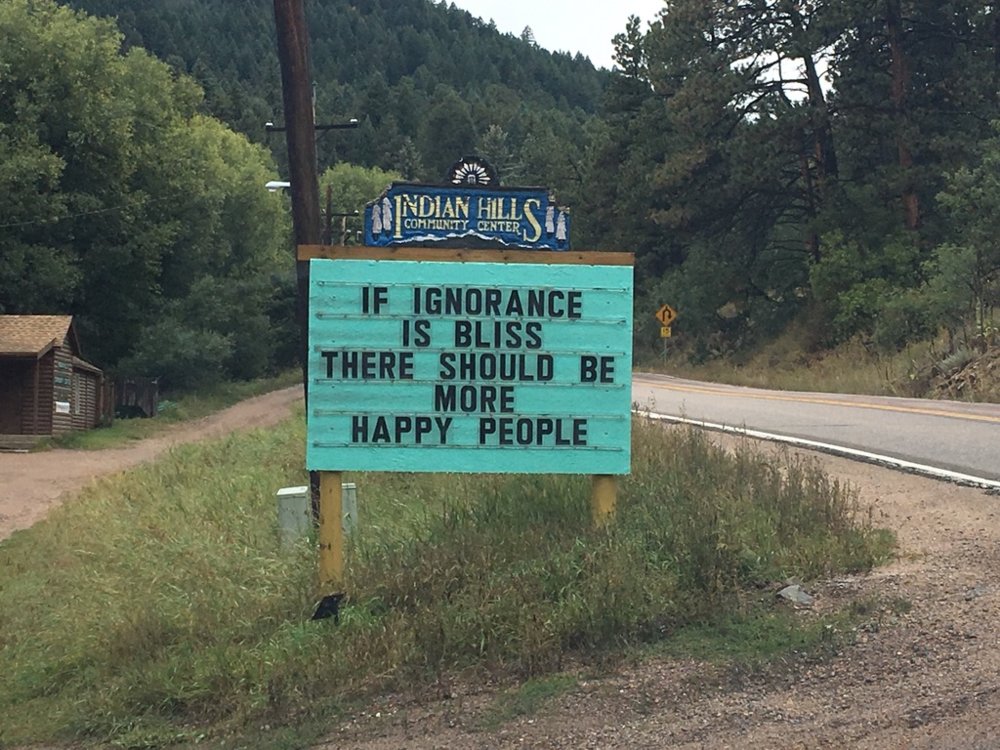 INDIAN HILLS
COMMUNITY CENTER
IF IGNORANCE
IS BLISS
THERE SHOULD BE
MORE
HAPPY PEOPLE